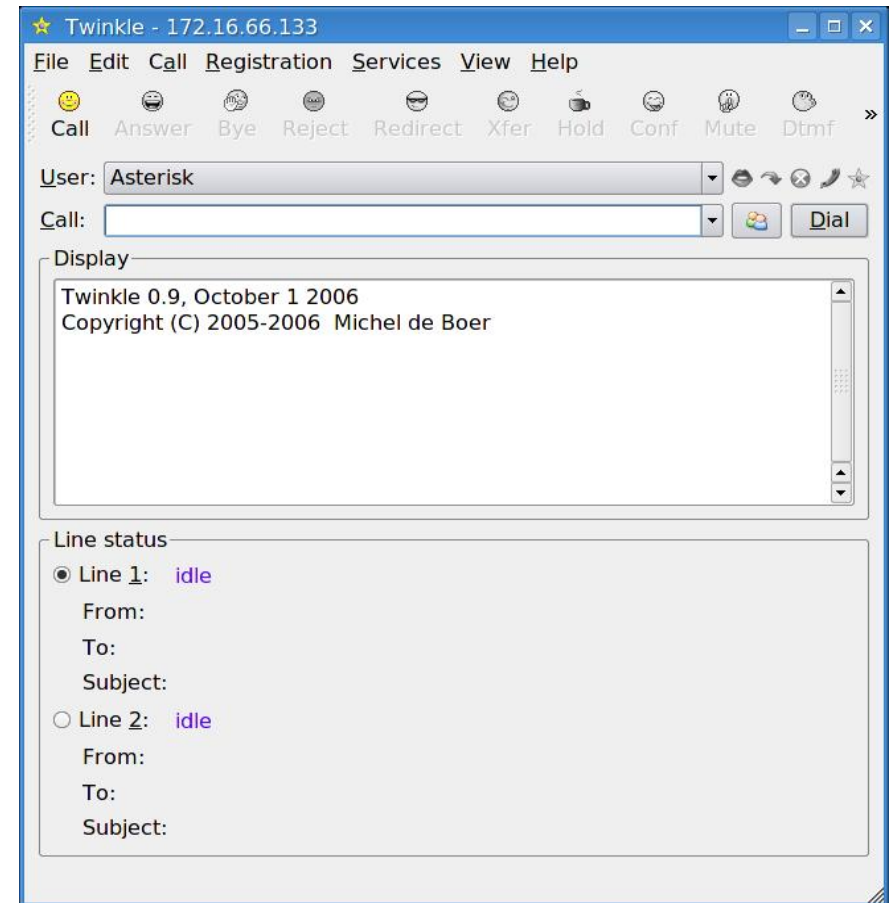 Twinkle - 172.16.66.133
File Edit Call Registration Services View Help
Call Answer Bye Reject Redirect Xfer Hold Conf Mute Dtmf »
User: Asterisk
Call: Dial
Display
Twinkle 0.9, October 1 2006
Copyright (C) 2005-2006 Michel de Boer
Line status
Line 1: idle
From:
To:
Subject:
Line 2: idle
From:
To:
Subject: